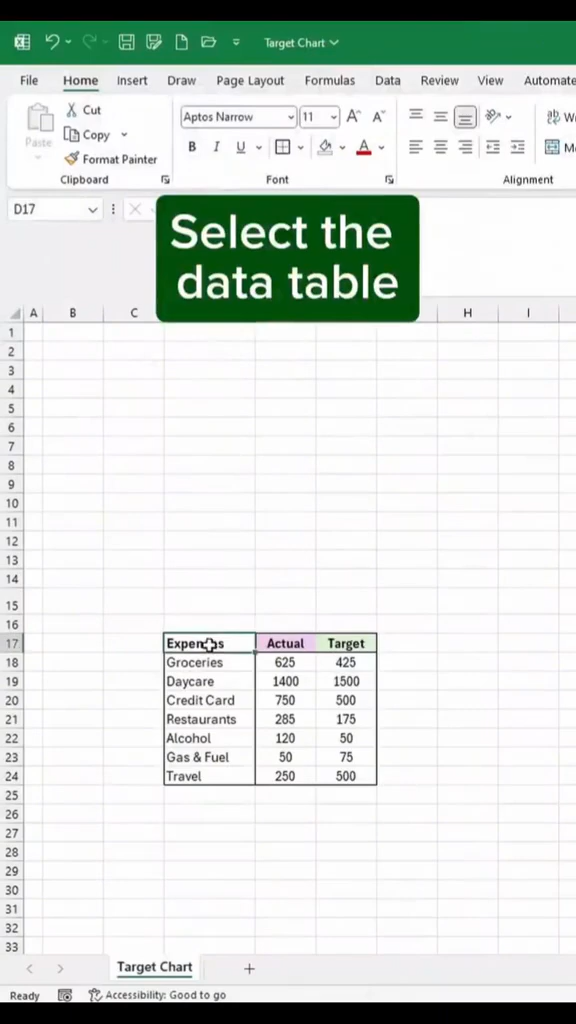 Target Chart
File Home Insert Draw Page Layout Formulas Data Review View Automate
Paste
Cut
Copy
Format Painter
Clipboard
Aptos Narrow 11 A A
B I U A
Font
Alignment
D17
Select the
data table
A B C H I
1
2
3
4
5
6
7
8
9
10
11
12
13
14
15
16
17 Actual Target
18 Groceries 625 425
19 Daycare 1400 1500
20 Credit Card 750 500
21 Restaurants 285 175
22 Alcohol 120 50
23 Gas & Fuel 50 75
24 Travel 250 500
25
26
27
28
29
30
31
32
33
Target Chart
Ready Accessibility: Good to go